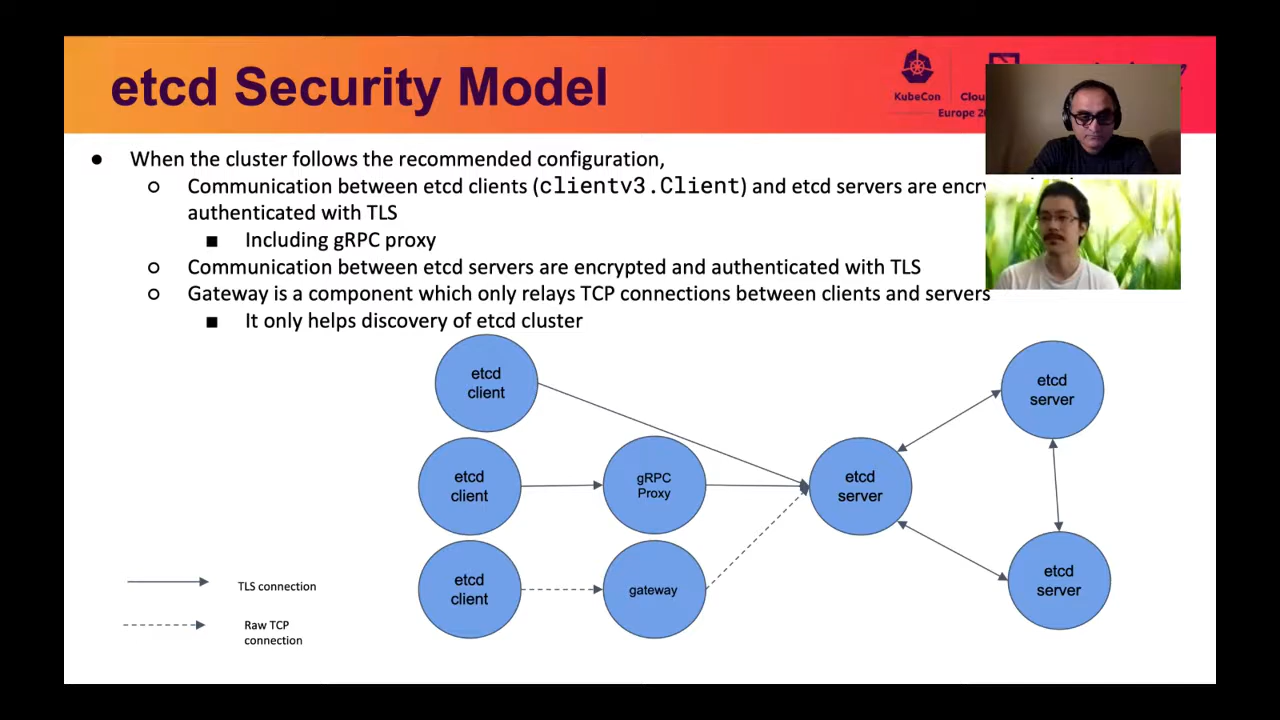 etcd Security Model
KubeCon
Europe
● When the cluster follows the recommended configuration,
○ Communication between etcd clients (clientv3.Client) and etcd servers are
authenticated with TLS
■ Including gRPC proxy
○ Communication between etcd servers are encrypted and authenticated with TLS
○ Gateway is a component which only relays TCP connections between clients and servers
■ It only helps discovery of etcd cluster
etcd
client
etcd
server
etcd
client
gRPC
Proxy
etcd
server
etcd
client
gateway
etcd
server
TLS connection
Raw TCP
connection